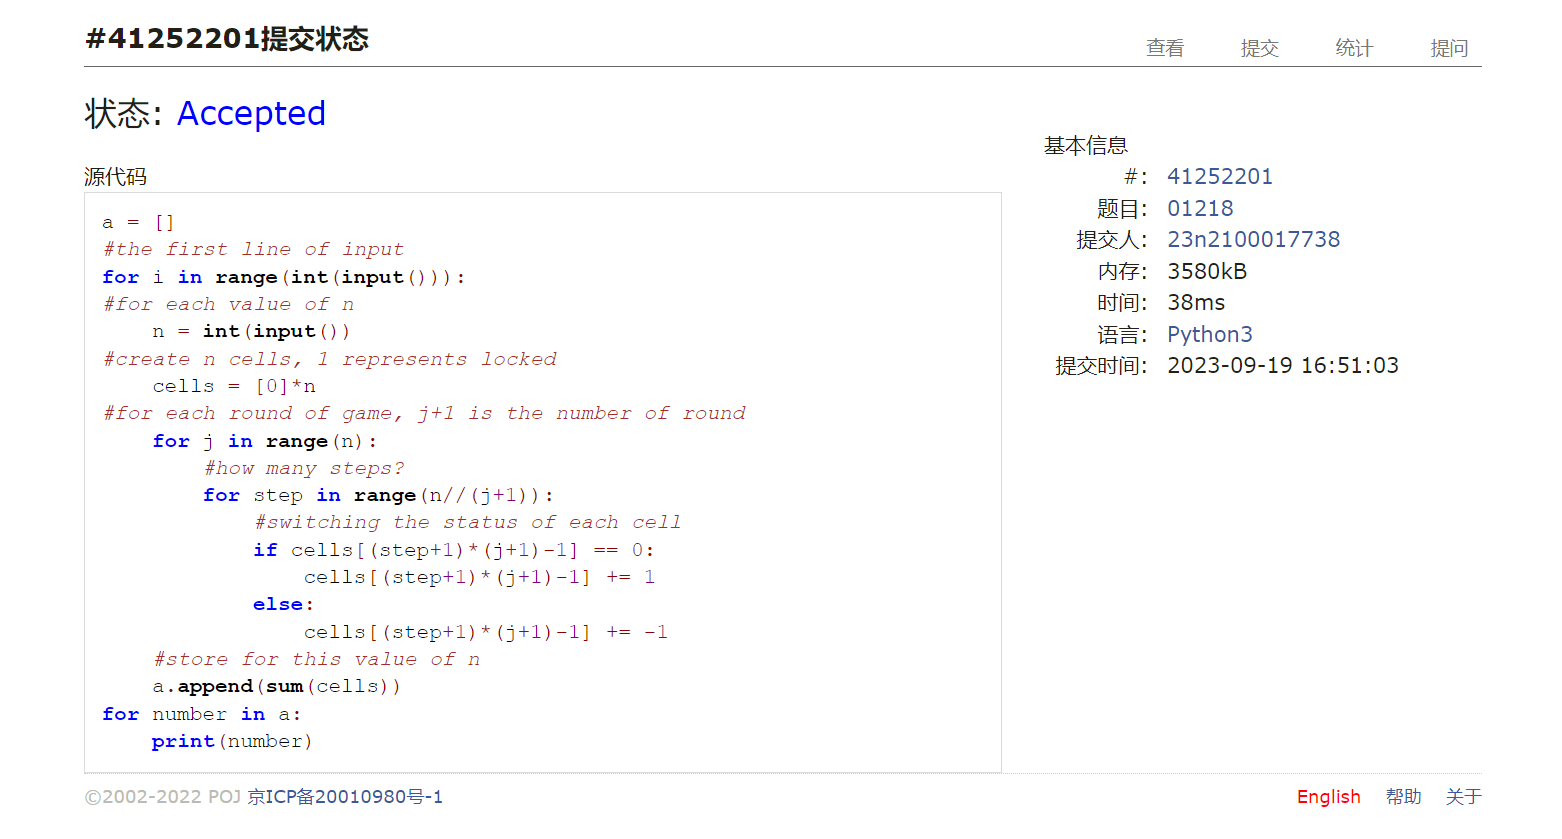 #41252201提交状态
查看 提交 统计 提问
状态: Accepted
源代码
a = []
#the first line of input
for i in range(int(input())):
#for each value of n
    n = int(input())
#create n cells, 1 represents locked
    cells = [0]*n
#for each round of game, j+1 is the number of round
    for j in range(n):
        #how many steps?
        for step in range(n//(j+1)):
            #switching the status of each cell
            if cells[(step+1)*(j+1)-1] == 0:
                cells[(step+1)*(j+1)-1] += 1
            else:
                cells[(step+1)*(j+1)-1] += -1
    #store for this value of n
    a.append(sum(cells))
for number in a:
    print(number)
基本信息
#: 41252201
题目: 01218
提交人: 23n2100017738
内存: 3580kB
时间: 38ms
语言: Python3
提交时间: 2023-09-19 16:51:03
©2002-2022 POJ 京ICP备20010980号-1
English 帮助 关于